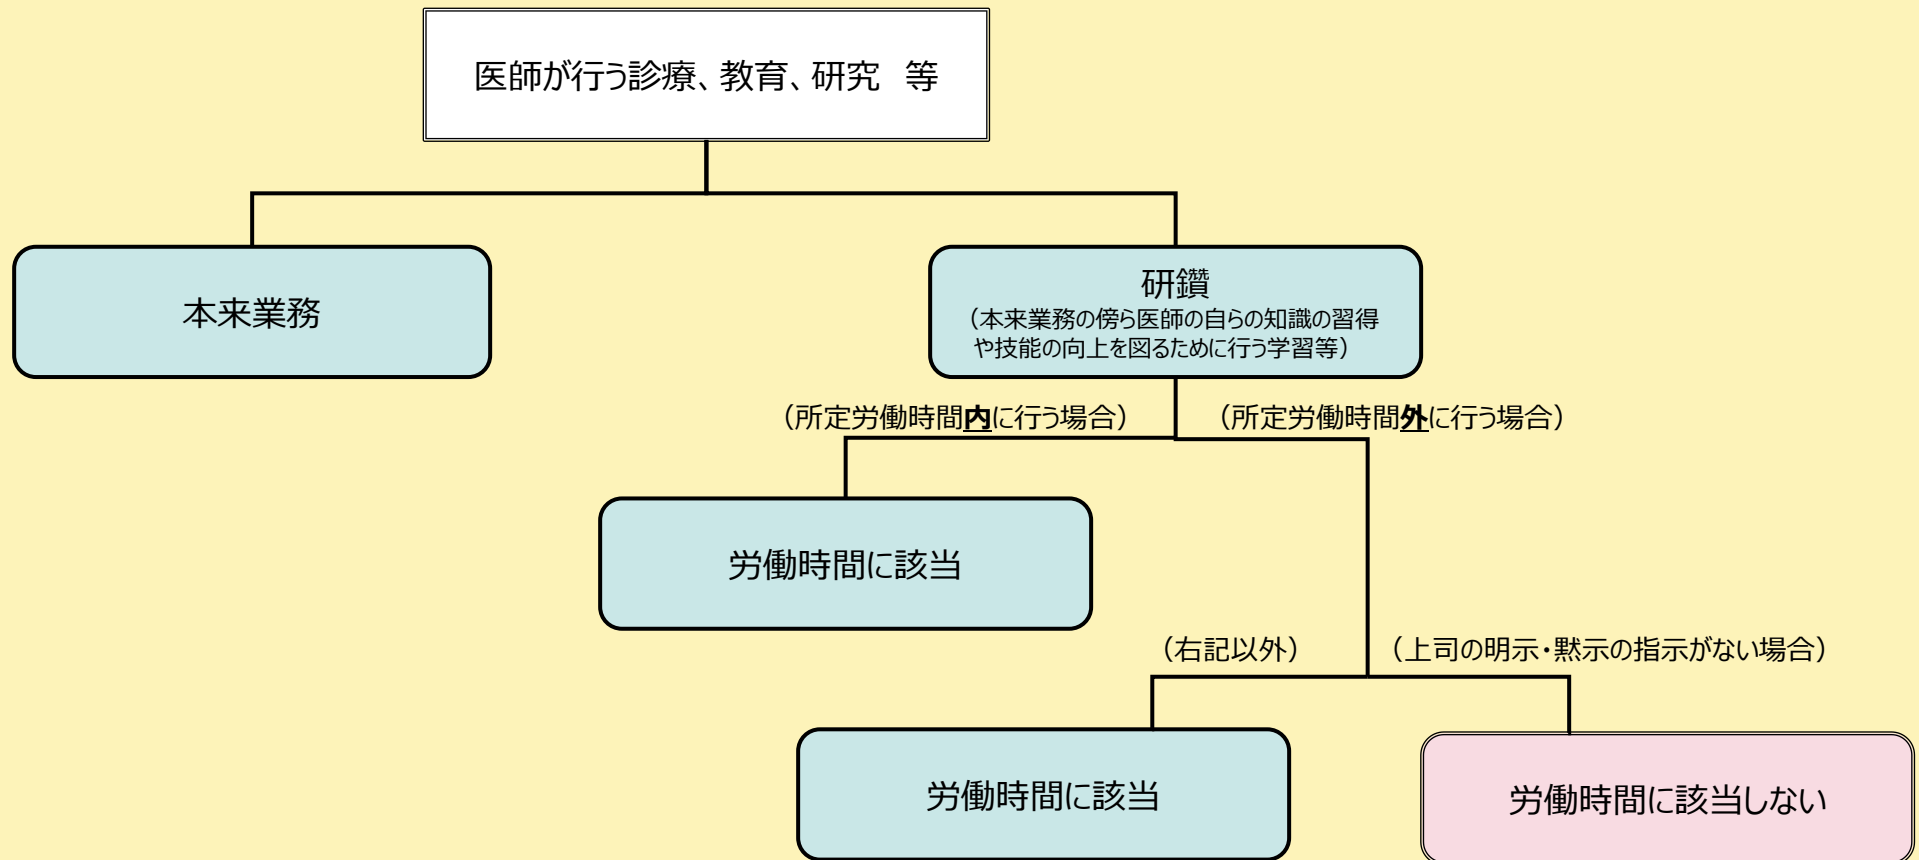 医師が行う診療、教育、研究　等
本来業務
研鑽
（本来業務の傍ら医師の自らの知識の習得
や技能の向上を図るために行う学習等）
（所定労働時間内に行う場合）
（所定労働時間外に行う場合）
労働時間に該当
（右記以外）
（上司の明示・黙示の指示がない場合）
労働時間に該当
労働時間に該当しない